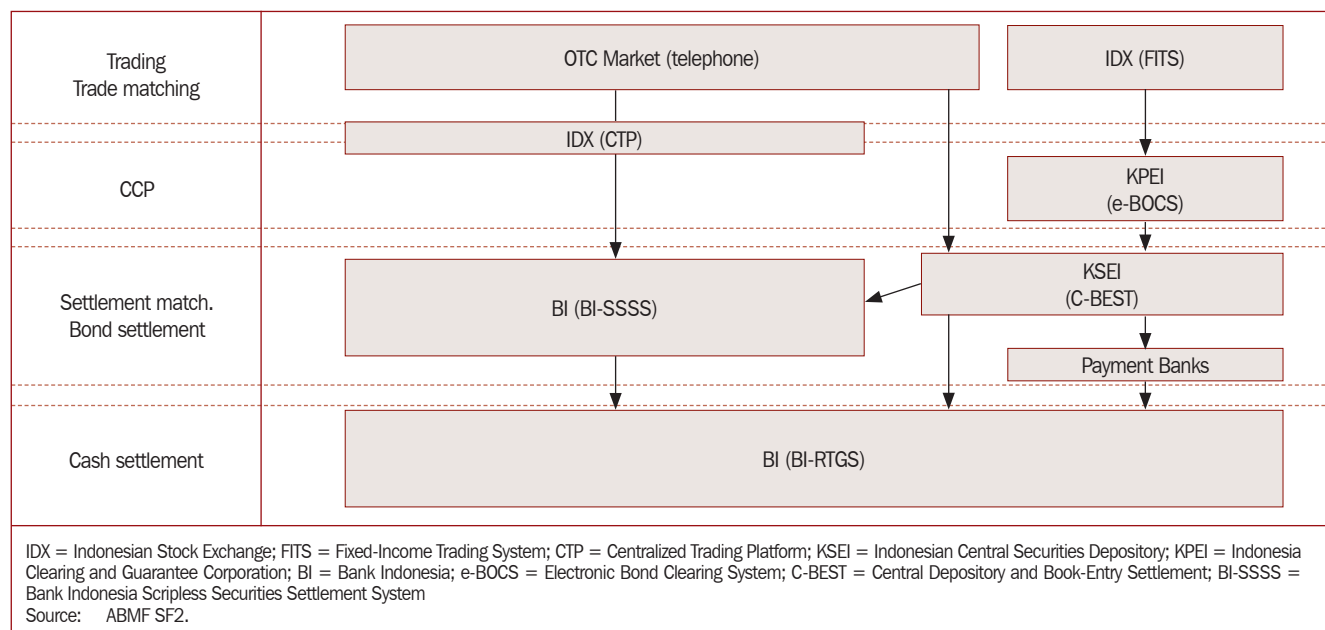 Trading
Trade matching
OTC Market (telephone)
IDX (FITS)
IDX (CTP)
CCP
KPEI
(e-BOCS)
Settlement match.
Bond settlement
BI (BI-SSSS)
KSEI
(C-BEST)
Payment Banks
Cash settlement
BI (BI-RTGS)
IDX = Indonesian Stock Exchange; FITS = Fixed-Income Trading System; CTP = Centralized Trading Platform; KSEI = Indonesian Central Securities Depository; KPEI = Indonesia
Clearing and Guarantee Corporation; BI = Bank Indonesia; e-BOCS = Electronic Bond Clearing System; C-BEST = Central Depository and Book-Entry Settlement; BI-SSSS =
Bank Indonesia Scripless Securities Settlement System
Source: ABMF SF2.